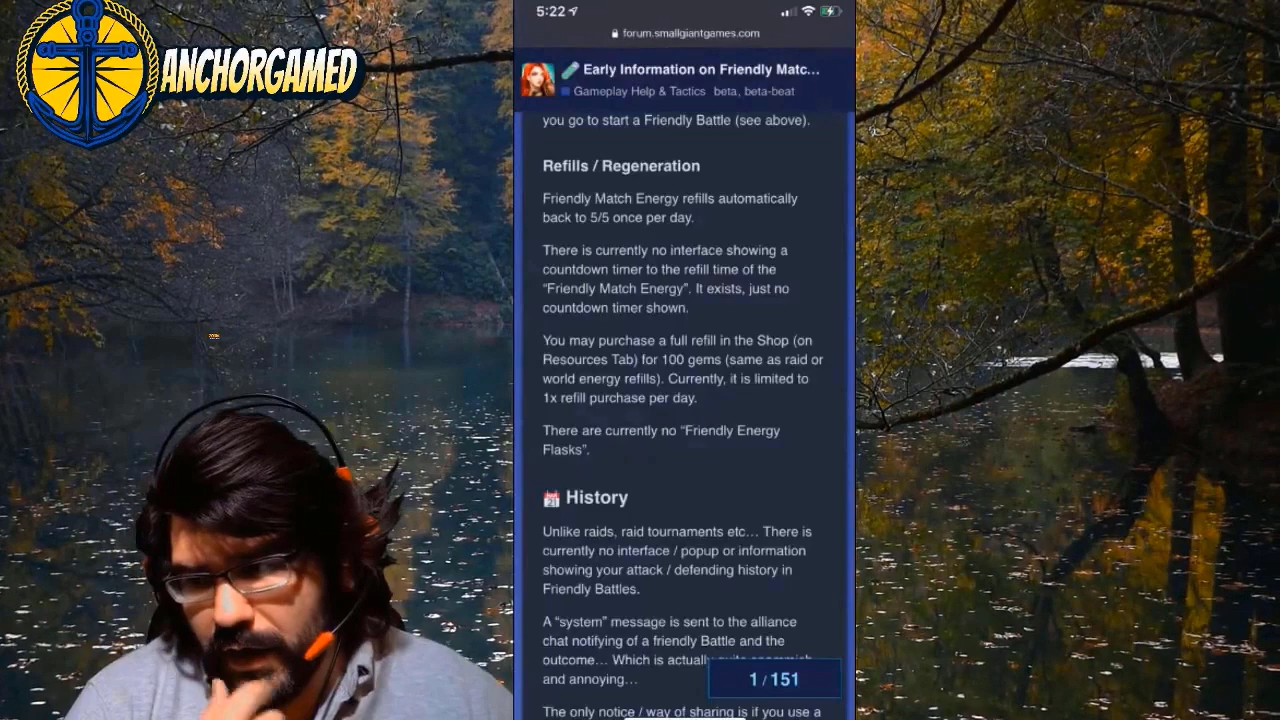 ANCHORGAMED
5:22
forum.smallgiantgames.com
Early Information on Friendly Matc...
Gameplay Help & Tactics beta, beta-beat
you go to start a Friendly Battle (see above).
Refills / Regeneration
Friendly Match Energy refills automatically
back to 5/5 once per day.
There is currently no interface showing a
countdown timer to the refill time of the
“Friendly Match Energy”. It exists, just no
countdown timer shown.
You may purchase a full refill in the Shop (on
Resources Tab) for 100 gems (same as raid or
world energy refills). Currently, it is limited to
1x refill purchase per day.
There are currently no “Friendly Energy
Flasks”.
History
Unlike raids, raid tournaments etc... There is
currently no interface / popup or information
showing your attack / defending history in
Friendly Battles.
A “system” message is sent to the alliance
chat notifying of a friendly Battle and the
outcome... Which is actually
and annoying...
1 / 151
The only notice / way of sharing is if you use a